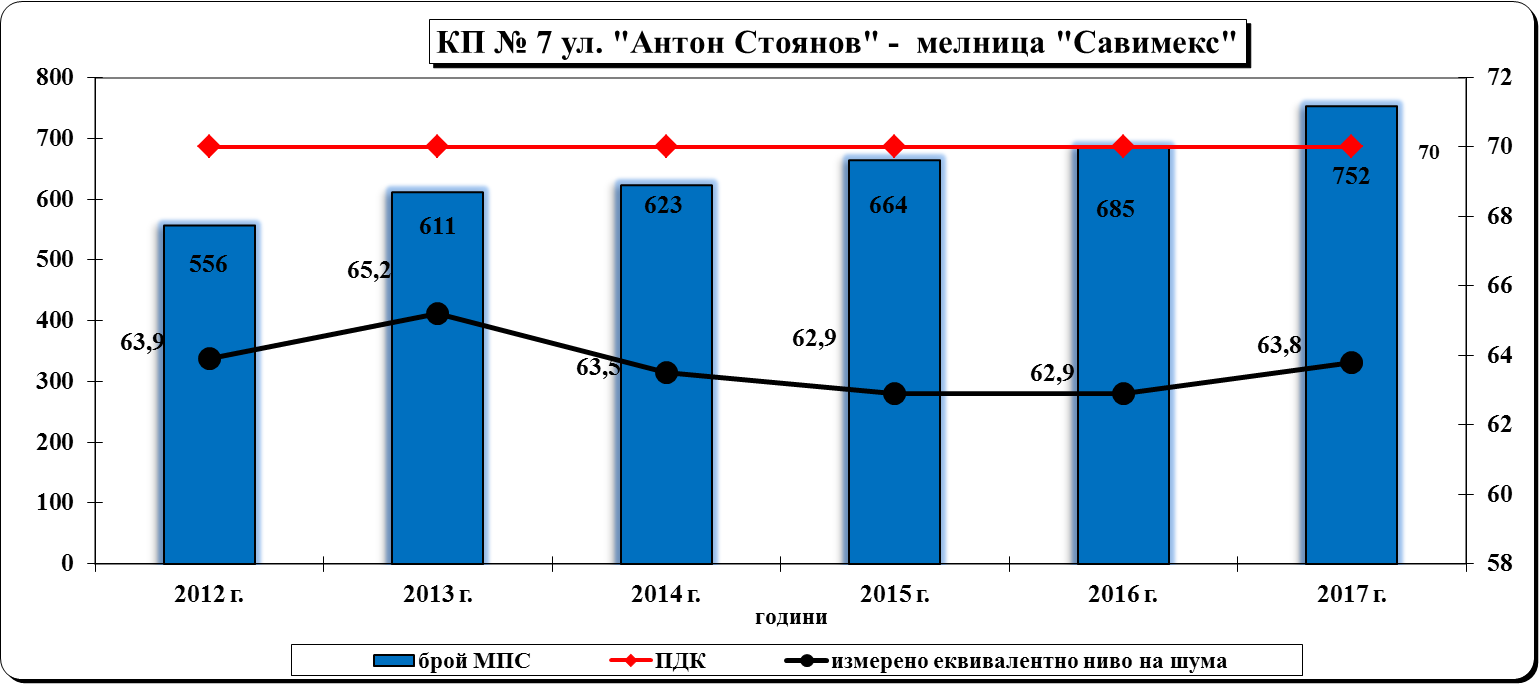 КП № 7 ул. "Антон Стоянов" - мелница "Савимекс"
800
700
600
500
400
300
200
100
0
72
70
68
66
64
62
60
58
70
556
611
623
664
685
752
63,9
65,2
63,5
62,9
62,9
63,8
2012 г.
2013 г.
2014 г.
2015 г.
2016 г.
2017 г.
години
брой МПС
ПДК
измерено еквивалентно ниво на шума